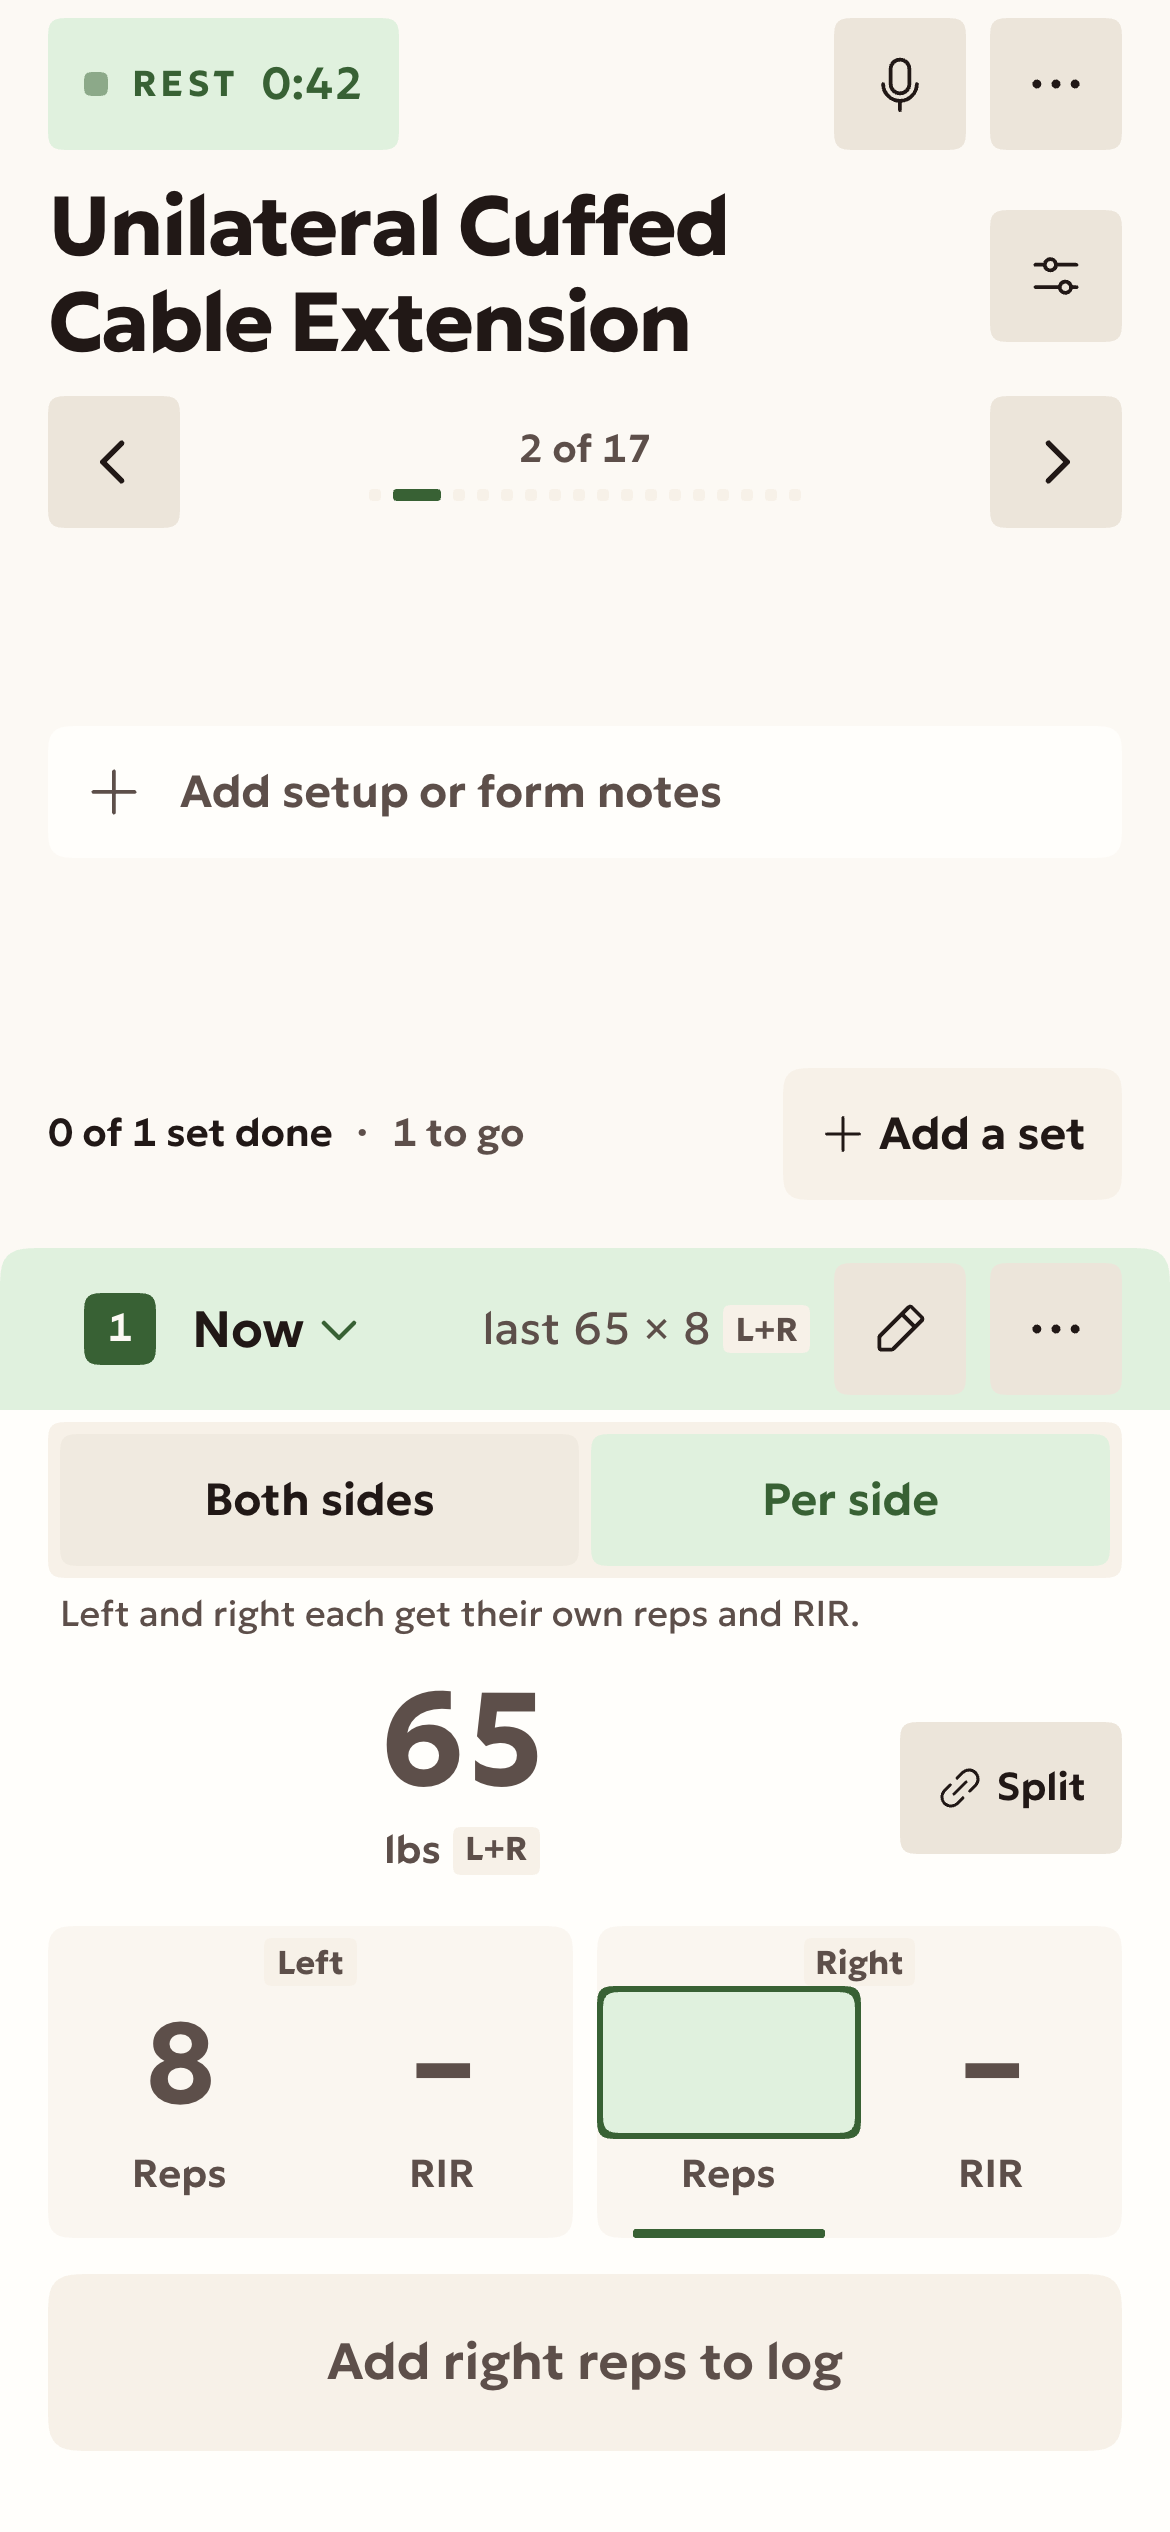 REST 0:42
Unilateral Cuffed
Cable Extension
2 of 17
Add setup or form notes
0 of 1 set done · 1 to go
Add a set
1 Now last 65 × 8 L+R
Both sides Per side
Left and right each get their own reps and RIR.
65
Split
lbs L+R
Left Right
8 – –
Reps RIR Reps RIR
Add right reps to log